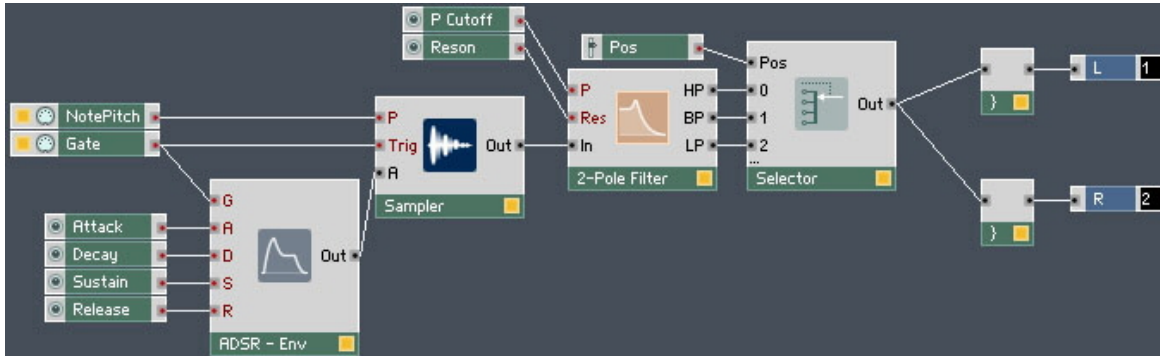 P Cutoff
Reson
Pos
NotePitch
Gate
P
Trig
A
Out
Sampler
P
Res
In
HP
BP
LP
2-Pole Filter
Pos
0
1
2
...
Out
Selector
}
L 1
}
R 2
Attack
Decay
Sustain
Release
G
A
D
S
R
Out
ADSR - Env